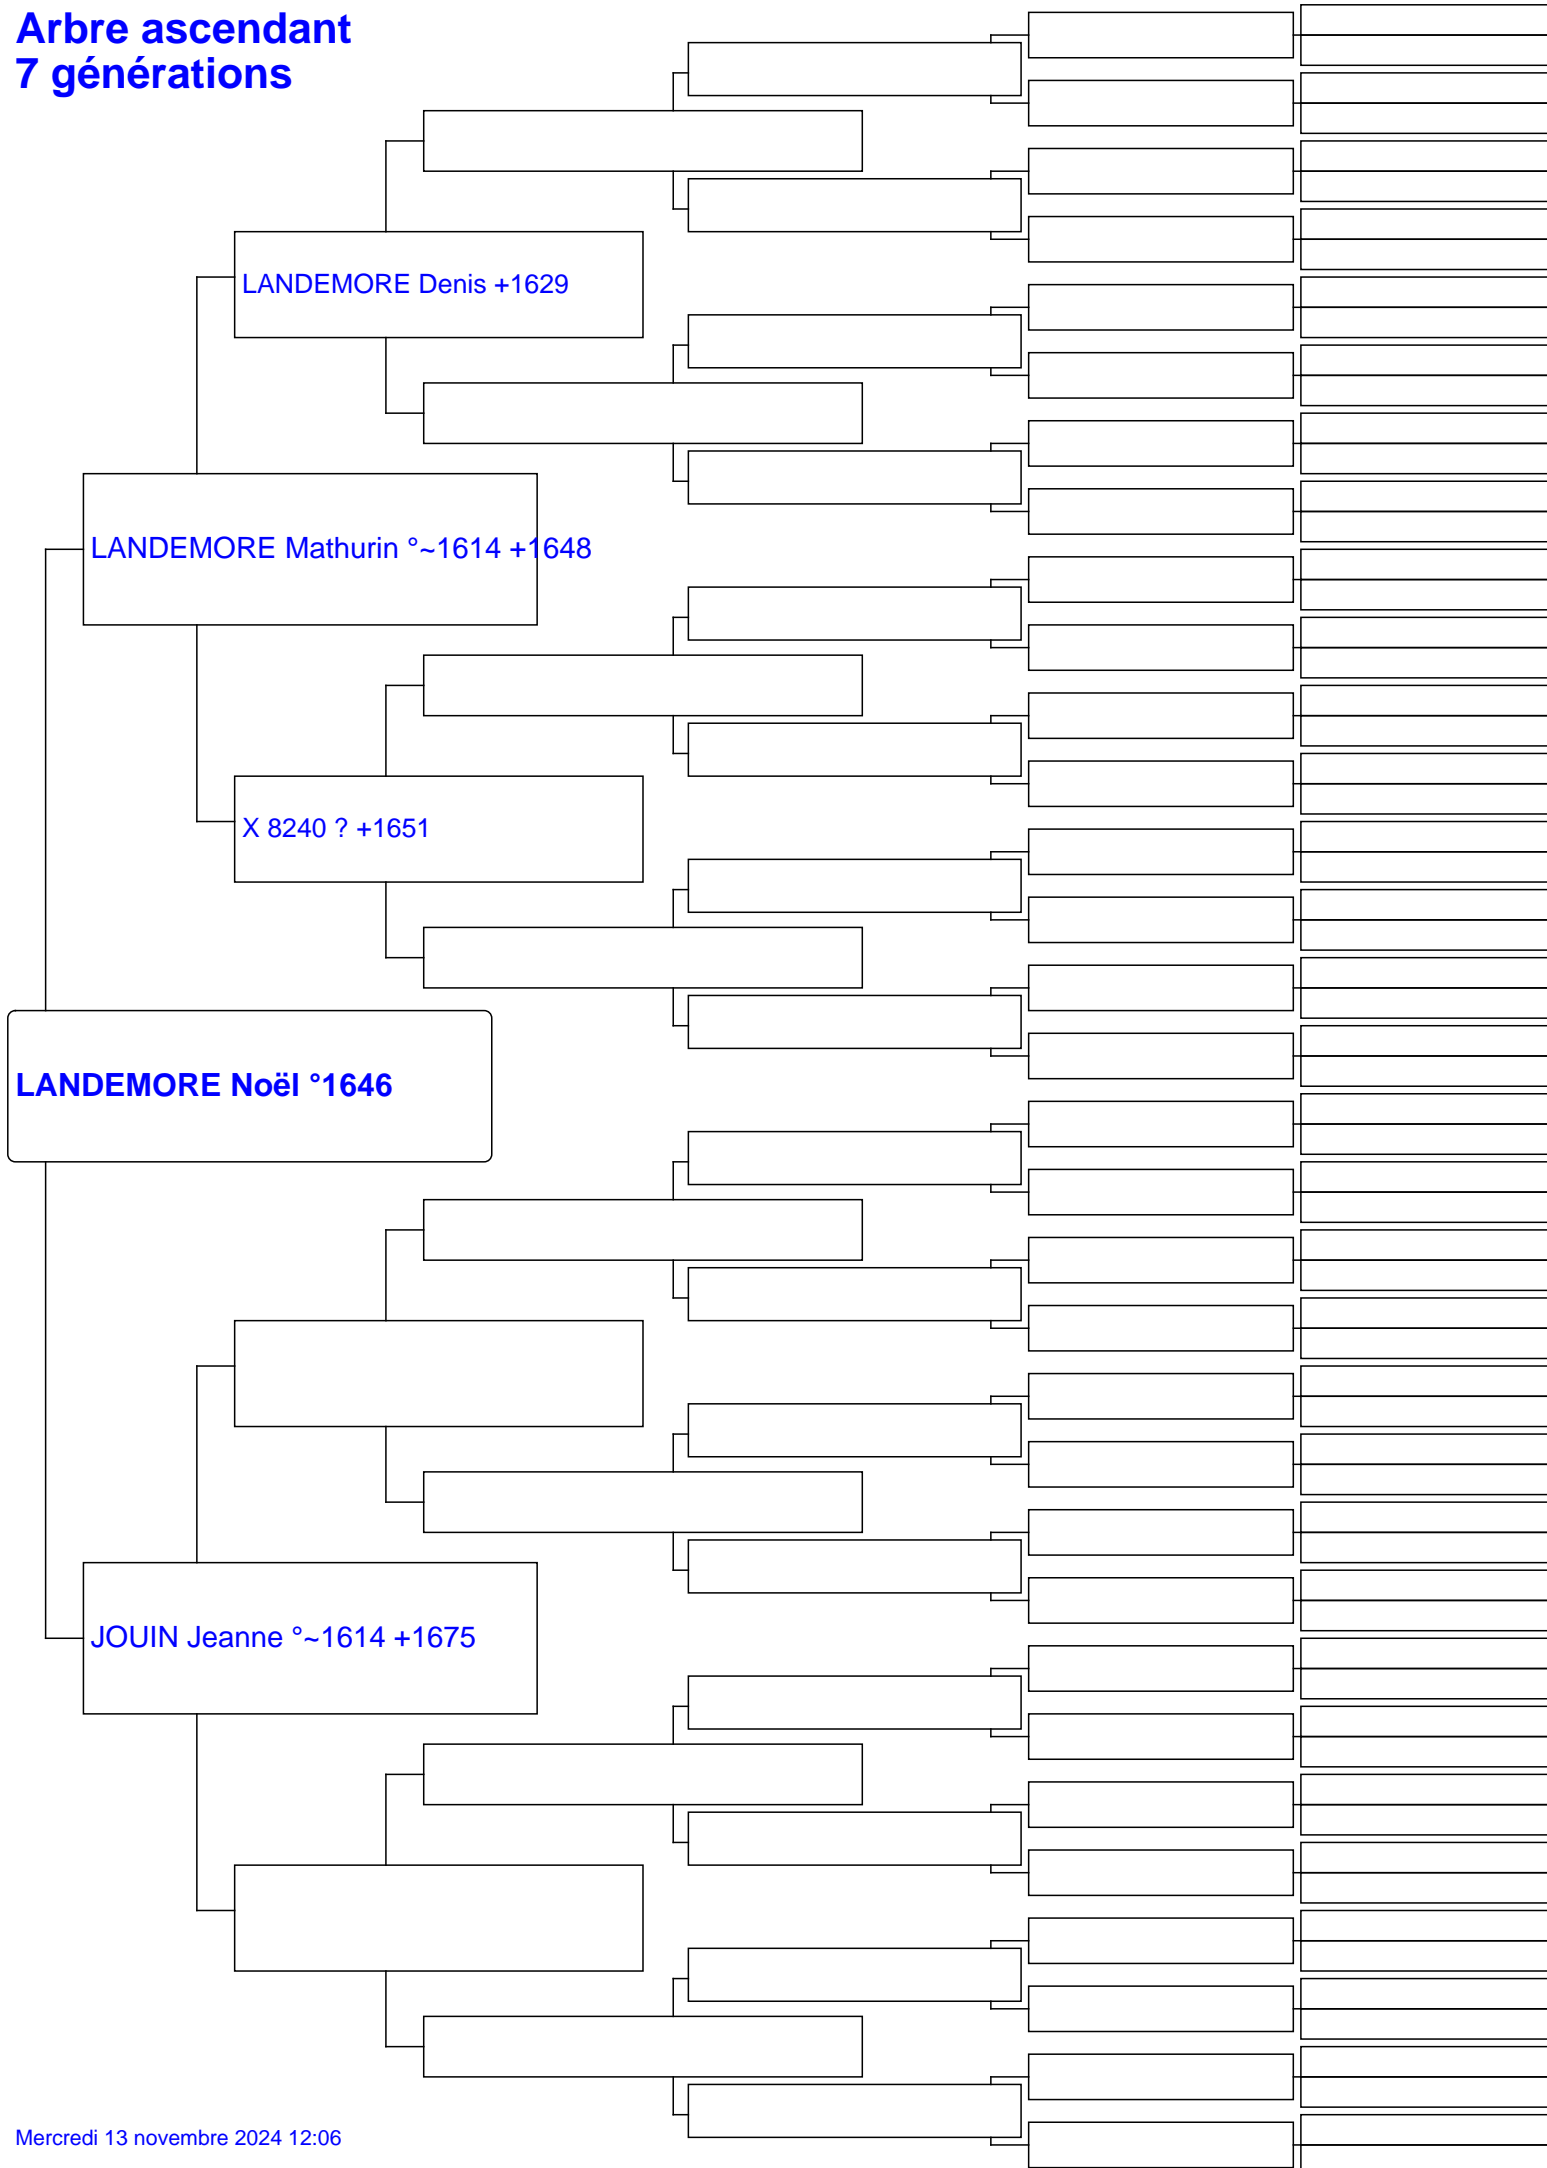 Arbre ascendant
7 générations
LANDEMORE Denis +1629
LANDEMORE Mathurin °~1614 +1648
X 8240 ? +1651
LANDEMORE Noël °1646
JOUIN Jeanne °~1614 +1675
Mercredi 13 novembre 2024 12:06